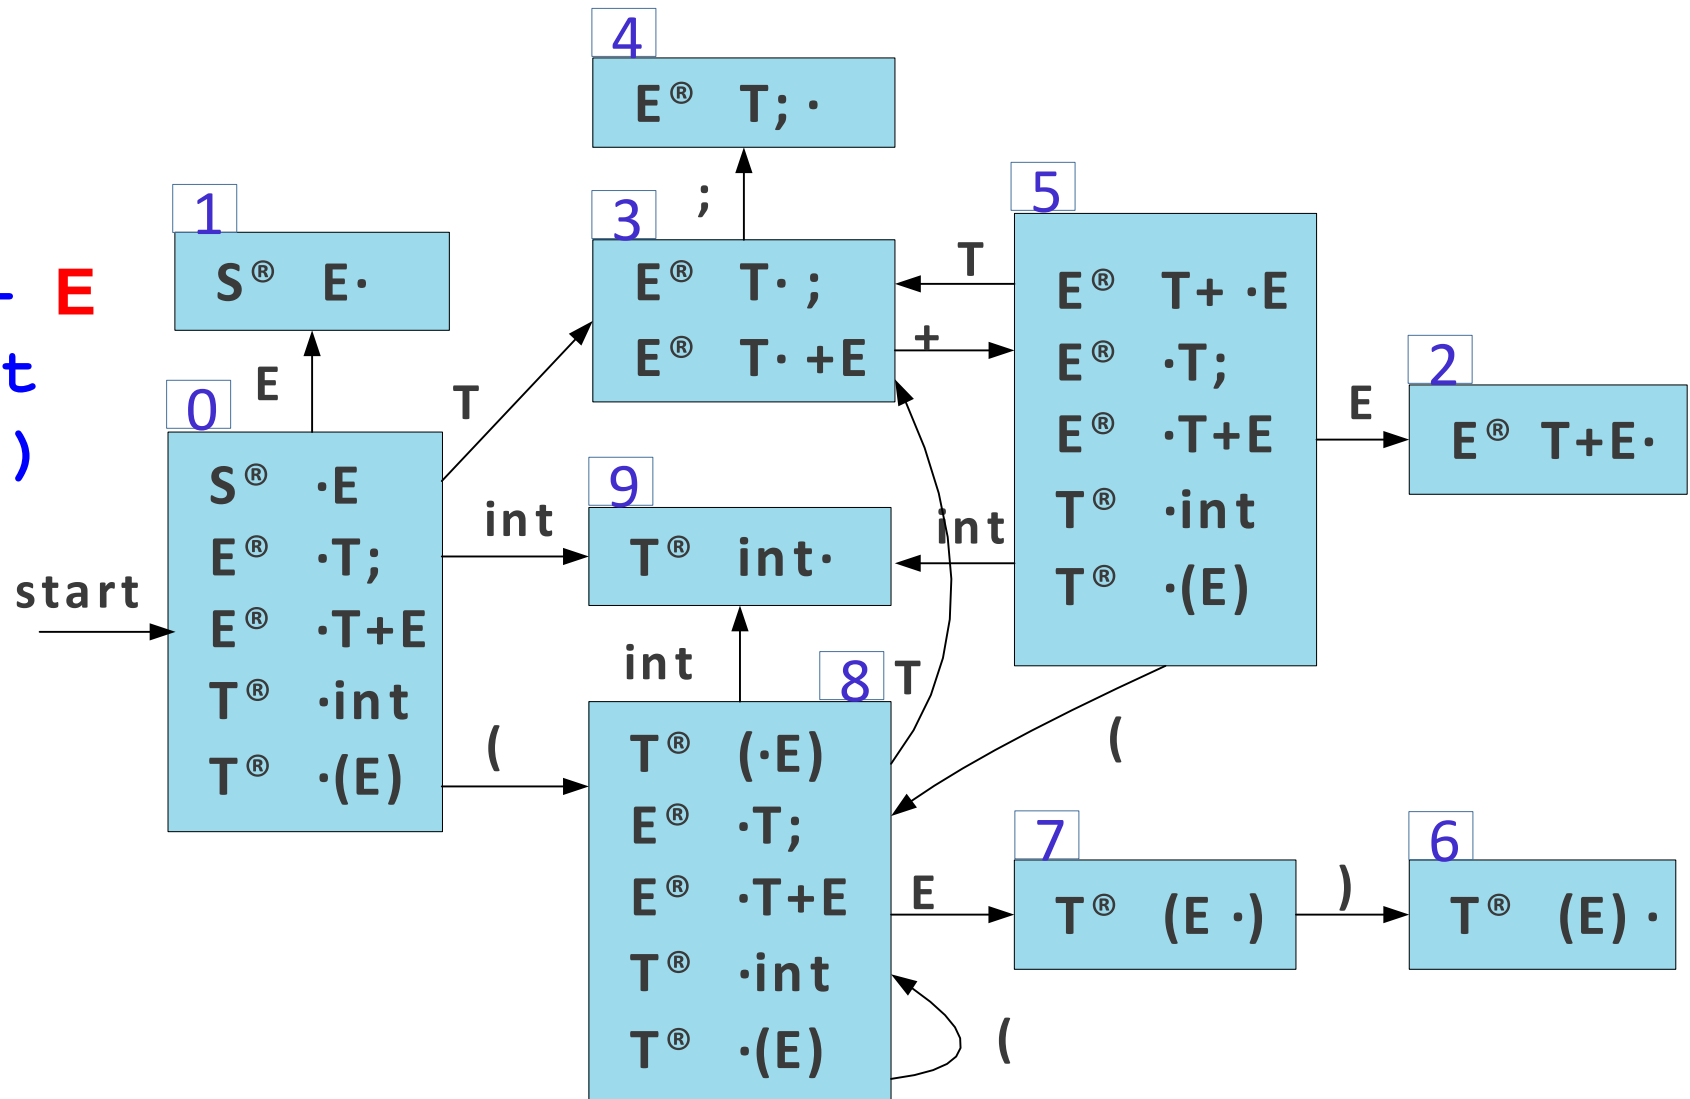 4
E® T;·
;
1
S® E·
3
E® T·;
E® T·+E
T
+
5
E® T+ ·E
E® ·T;
E® ·T+E
T® ·int
T® ·(E)
E
2
E® T+E·
E
t
)
E
T
0
S® ·E
E® ·T;
E® ·T+E
T® ·int
T® ·(E)
start
int
9
T® int·
int
int
8
T
(
(
T® (·E)
E® ·T;
E® ·T+E
T® ·int
T® ·(E)
E
7
T® (E ·)
)
6
T® (E) ·
(